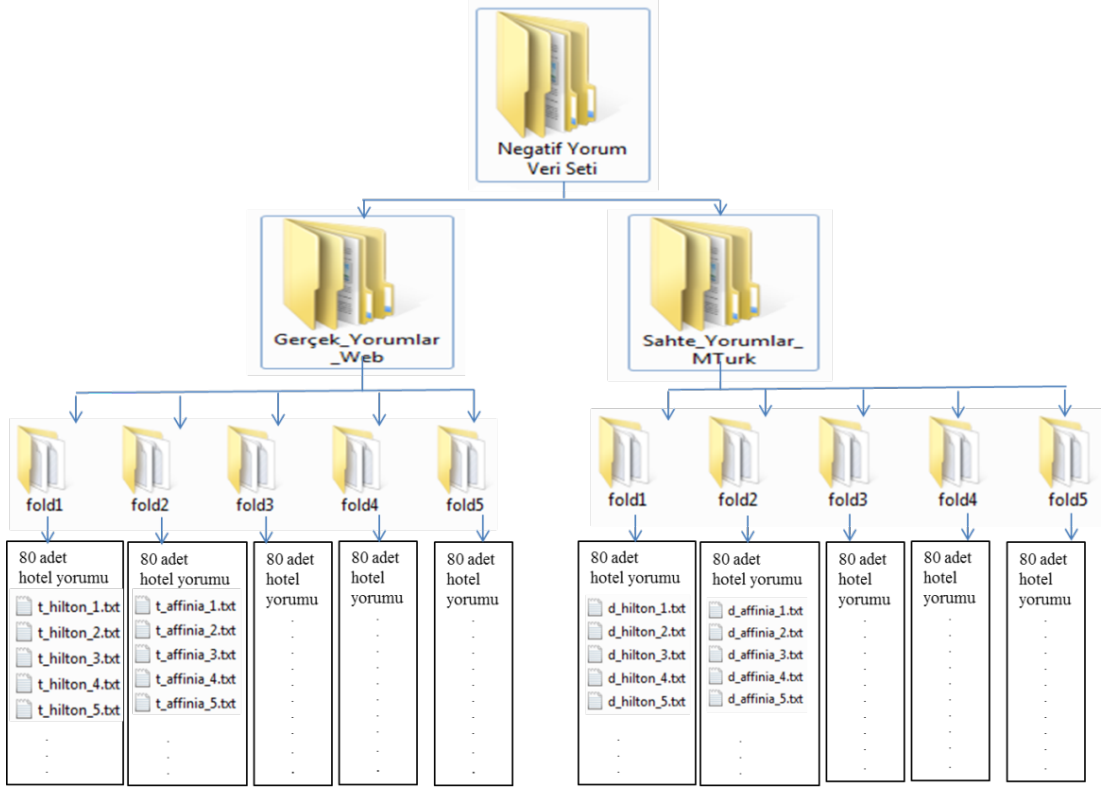 Negatif Yorum
Veri Seti
Gerçek_Yorumlar
_Web
Sahte_Yorumlar_
MTurk
fold1
fold2
fold3
fold4
fold5
fold1
fold2
fold3
fold4
fold5
80 adet
hotel yorumu
t_hilton_1.txt
t_hilton_2.txt
t_hilton_3.txt
t_hilton_4.txt
t_hilton_5.txt
80 adet
hotel yorumu
t_affinia_1.txt
t_affinia_2.txt
t_affinia_3.txt
t_affinia_4.txt
t_affinia_5.txt
80 adet
hotel
yorumu
80 adet
hotel
yorumu
80 adet
hotel
yorumu
80 adet
hotel yorumu
d_hilton_1.txt
d_hilton_2.txt
d_hilton_3.txt
d_hilton_4.txt
d_hilton_5.txt
80 adet
hotel yorumu
d_affinia_1.txt
d_affinia_2.txt
d_affinia_3.txt
d_affinia_4.txt
d_affinia_5.txt
80 adet
hotel
yorumu
80 adet
hotel
yorumu
80 adet
hotel
yorumu